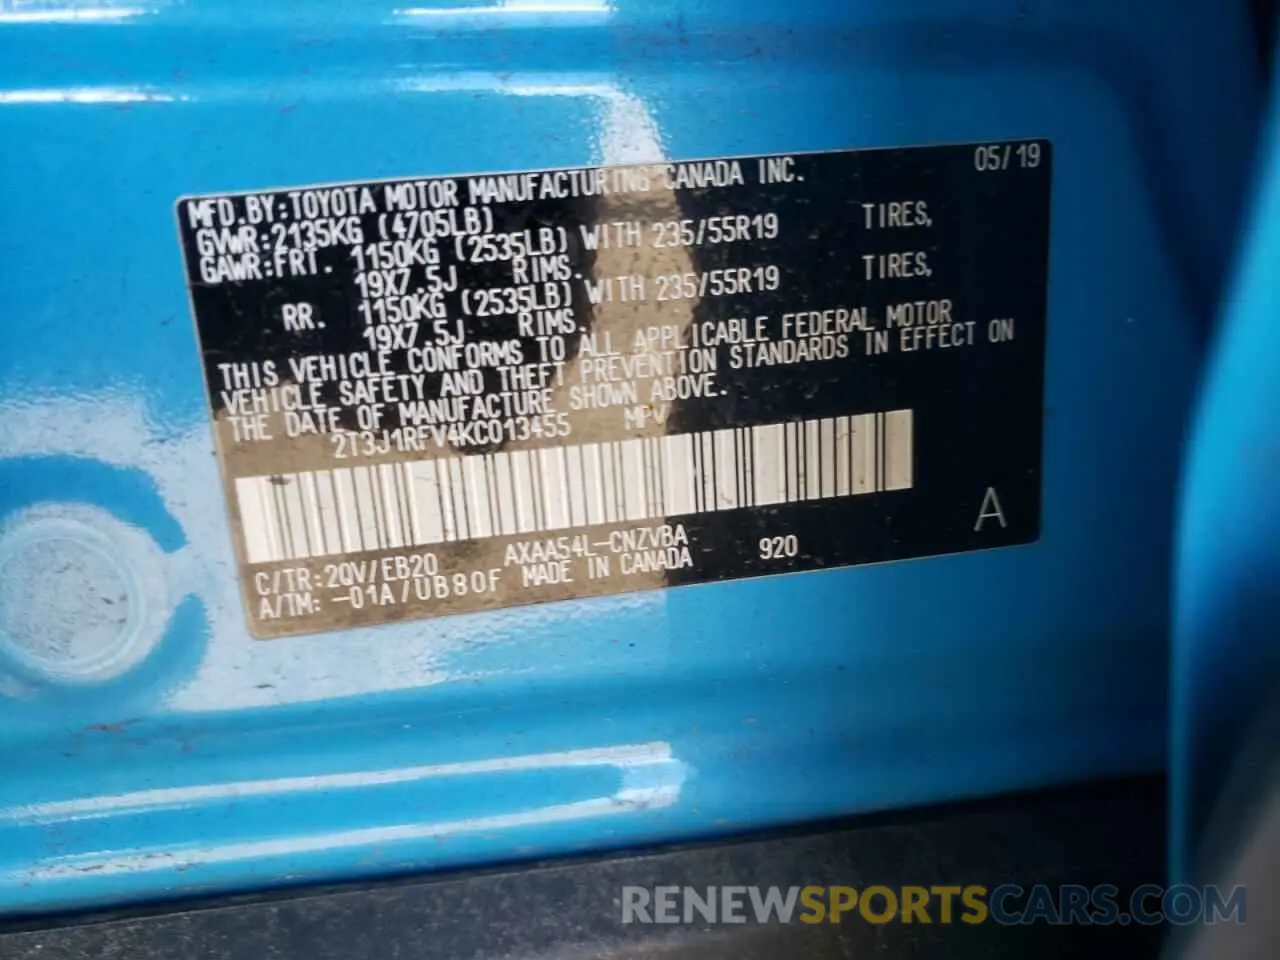 MFD.BY:TOYOTA MOTOR MANUFACTURING CANADA INC. 05/19
GVWR:2135KG (4705LB)
GAWR:FRT. 1150KG (2535LB) WITH 235/55R19 TIRES,
19X7.5J RIMS.
RR. 1150KG (2535LB) WITH 235/55R19 TIRES,
19X7.5J RIMS.
THIS VEHICLE CONFORMS TO ALL APPLICABLE FEDERAL MOTOR
VEHICLE SAFETY AND THEFT PREVENTION STANDARDS IN EFFECT ON
THE DATE OF MANUFACTURE SHOWN ABOVE.
2T3J1RFV4KC013455 MPV
A
C/TR:2QV/EB20 AXAA54L-CNZVBA 920
A/TM:-01A/UB80F MADE IN CANADA
RENEWSPORTSCARS.COM